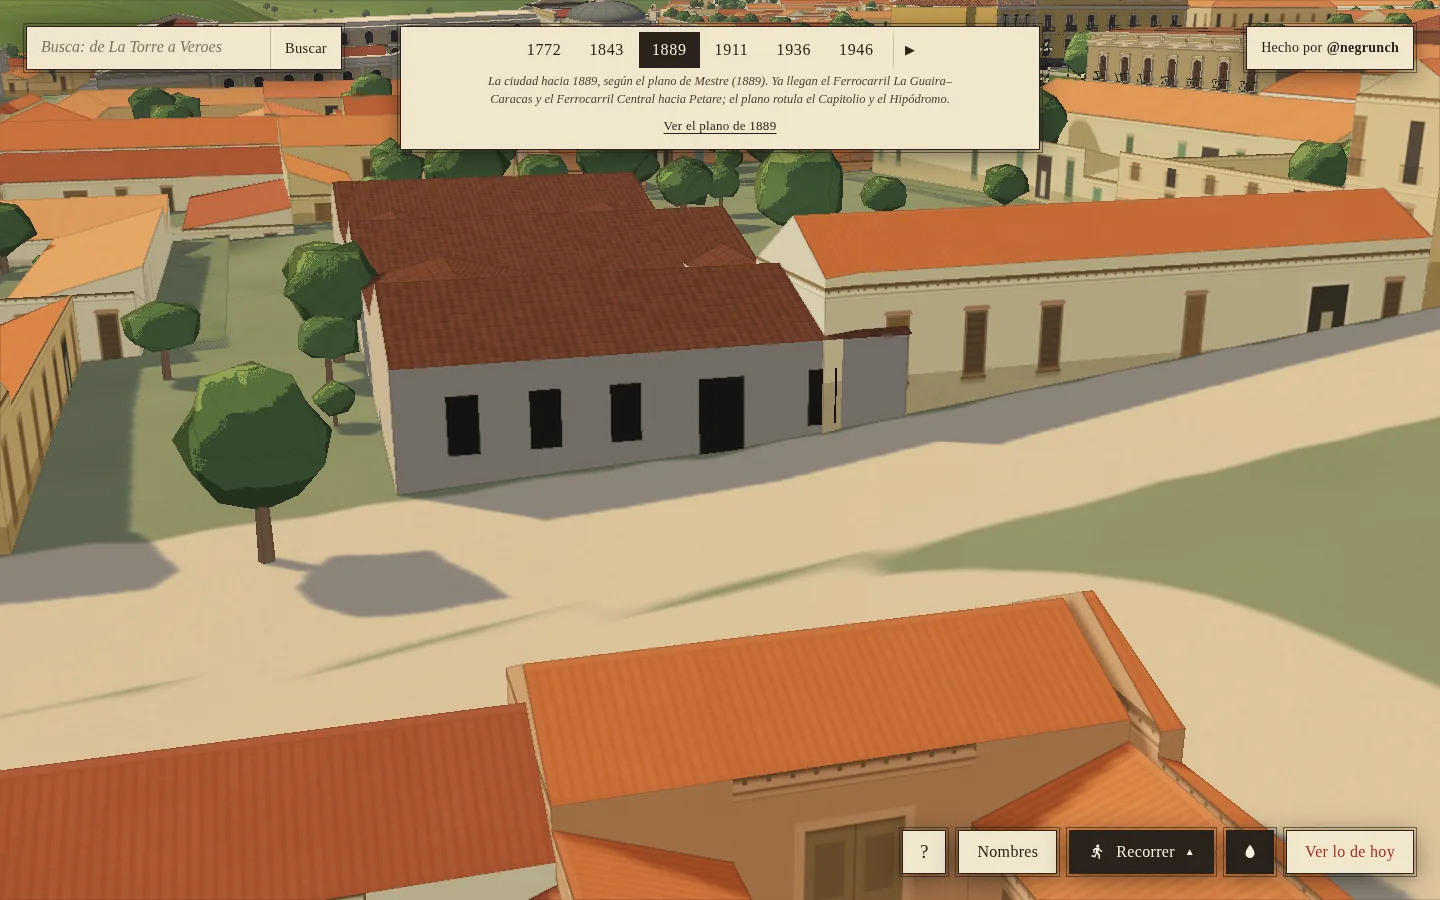 Busca: de La Torre a Veroes
Buscar
1772 1843 1889 1911 1936 1946
La ciudad hacia 1889, según el plano de Mestre (1889). Ya llegan el Ferrocarril La Guaira–
Caracas y el Ferrocarril Central hacia Petare; el plano rotula el Capitolio y el Hipódromo.
Ver el plano de 1889
Hecho por @negrunch
?
Nombres
Recorrer
Ver lo de hoy